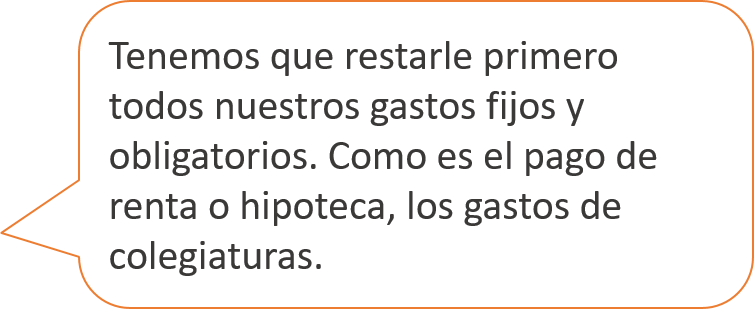 Tenemos que restarle primero
todos nuestros gastos fijos y
obligatorios. Como es el pago de
renta o hipoteca, los gastos de
colegiaturas.